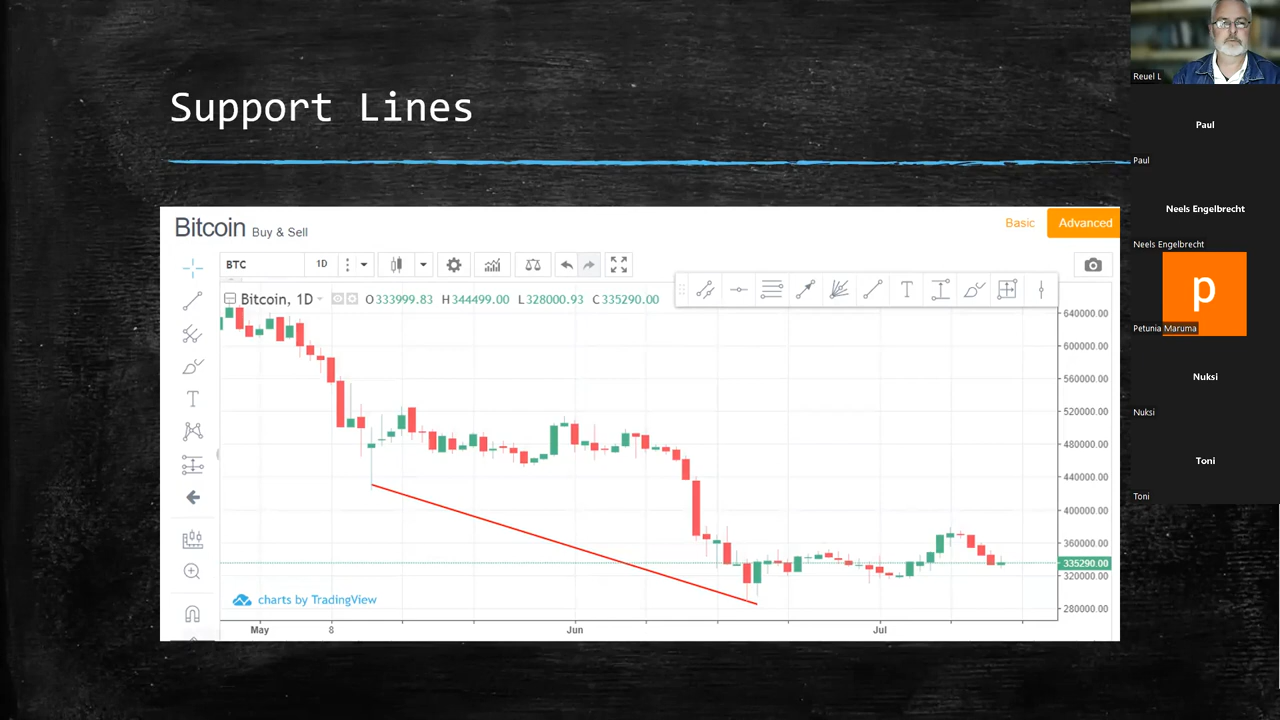 Support Lines
Bitcoin Buy & Sell
Basic
Advanced
BTC
1D
Bitcoin, 1D
O333999.83 H344499.00 L328000.93 C335290.00
T
T
640000.00
600000.00
560000.00
520000.00
480000.00
440000.00
400000.00
360000.00
335290.00
320000.00
280000.00
charts by TradingView
May
8
Jun
Jul
Reuel L
Paul
Paul
Neels Engelbrecht
Neels Engelbrecht
p
Petunia Maruma
Nuksi
Nuksi
Toni
Toni